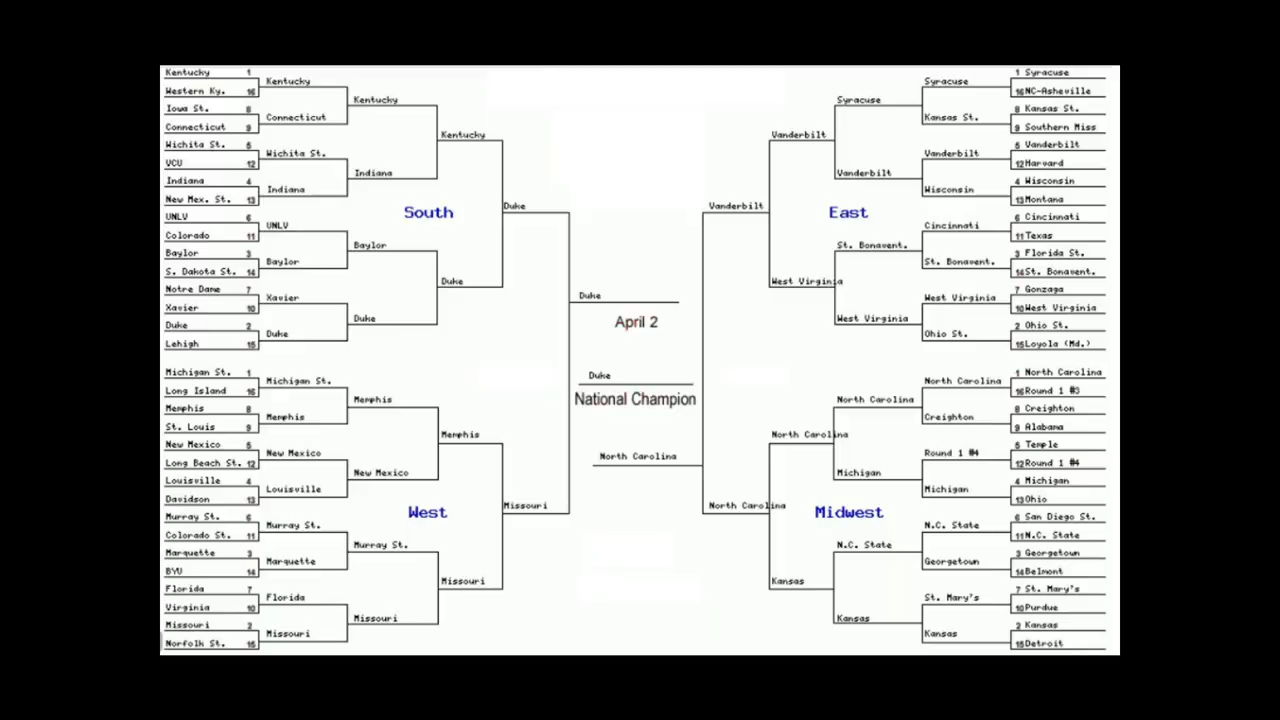 Kentucky 1
Western Ky. 16
Iowa St. 8
Connecticut 9
Wichita St. 5
VCU 12
Indiana 4
New Mex. St. 13
UNLV 6
Colorado 11
Baylor 3
S. Dakota St. 14
Notre Dame 7
Xavier 10
Duke 2
Lehigh 15
Kentucky
Connecticut
Wichita St.
Indiana
UNLV
Baylor
Xavier
Duke
Kentucky
Indiana
Baylor
Duke
Kentucky
Duke
South
Duke
Michigan St. 1
Long Island 16
Memphis 8
St. Louis 9
New Mexico 5
Long Beach St. 12
Louisville 4
Davidson 13
Murray St. 6
Colorado St. 11
Marquette 3
BYU 14
Florida 7
Virginia 10
Missouri 2
Norfolk St. 15
Michigan St.
Memphis
New Mexico
Louisville
Murray St.
Marquette
Florida
Missouri
Memphis
New Mexico
Murray St.
Missouri
Memphis
Missouri
West
Missouri
Duke
April 2
Duke
National Champion
North Carolina
Vanderbilt
East
Vanderbilt
West Virginia
Syracuse
Vanderbilt
St. Bonavent.
West Virginia
Syracuse
Kansas St.
Vanderbilt
Wisconsin
Cincinnati
St. Bonavent.
West Virginia
Ohio St.
1 Syracuse
16 NC-Asheville
8 Kansas St.
9 Southern Miss
5 Vanderbilt
12 Harvard
4 Wisconsin
13 Montana
6 Cincinnati
11 Texas
3 Florida St.
14 St. Bonavent.
7 Gonzaga
10 West Virginia
2 Ohio St.
15 Loyola (Md.)
North Carolina
Midwest
North Carolina
Kansas
North Carolina
Michigan
N.C. State
Kansas
North Carolina
Creighton
Round 1 #4
Michigan
N.C. State
Georgetown
St. Mary's
Kansas
1 North Carolina
16 Round 1 #3
8 Creighton
9 Alabama
5 Temple
12 Round 1 #4
4 Michigan
13 Ohio
6 San Diego St.
11 N.C. State
3 Georgetown
14 Belmont
7 St. Mary's
10 Purdue
2 Kansas
15 Detroit